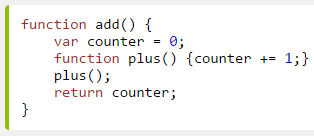 function add() {
    var counter = 0;
    function plus() {counter += 1;}
    plus();
    return counter;
}